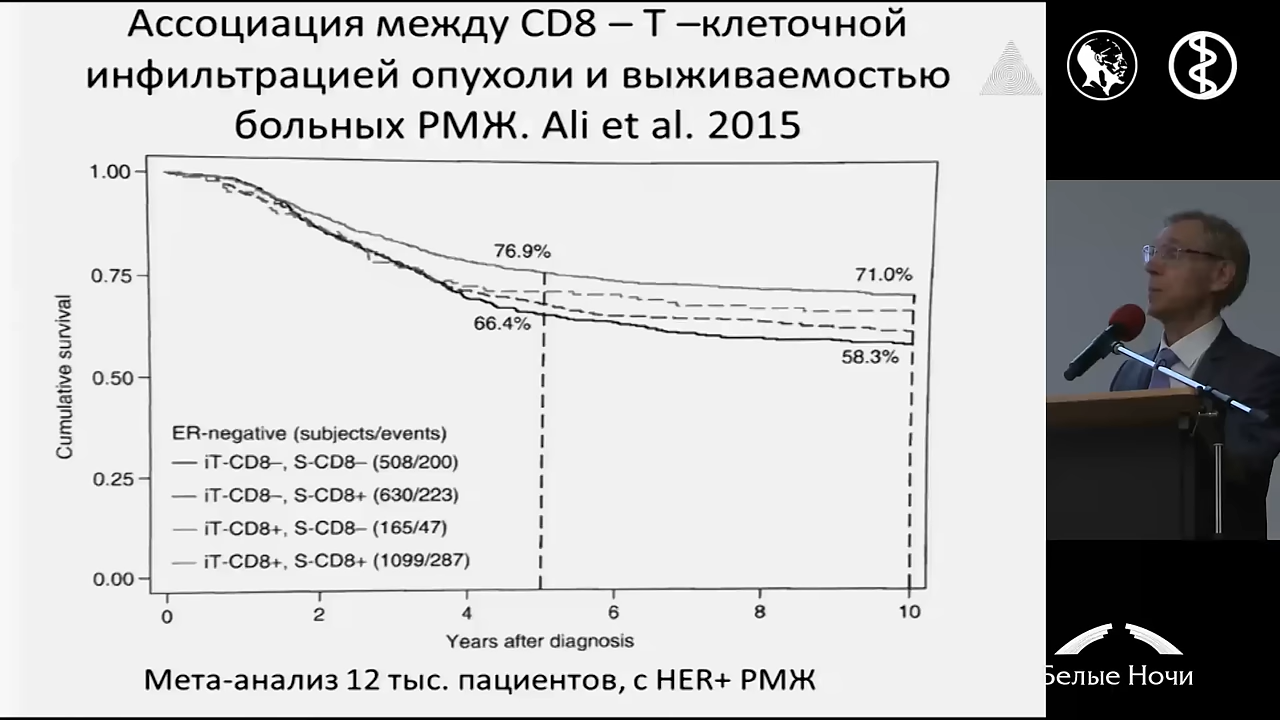 Ассоциация между CD8 – Т –клеточной
инфильтрацией опухоли и выживаемостью
больных РМЖ. Ali et al. 2015
1.00
0.75
0.50
0.25
0.00
Cumulative survival
76.9%
71.0%
66.4%
58.3%
ER-negative (subjects/events)
iT-CD8–, S-CD8– (508/200)
iT-CD8–, S-CD8+ (630/223)
iT-CD8+, S-CD8– (165/47)
iT-CD8+, S-CD8+ (1099/287)
0 2 4 6 8 10
Years after diagnosis
Мета-анализ 12 тыс. пациентов, с HER+ РМЖ
Белые Ночи